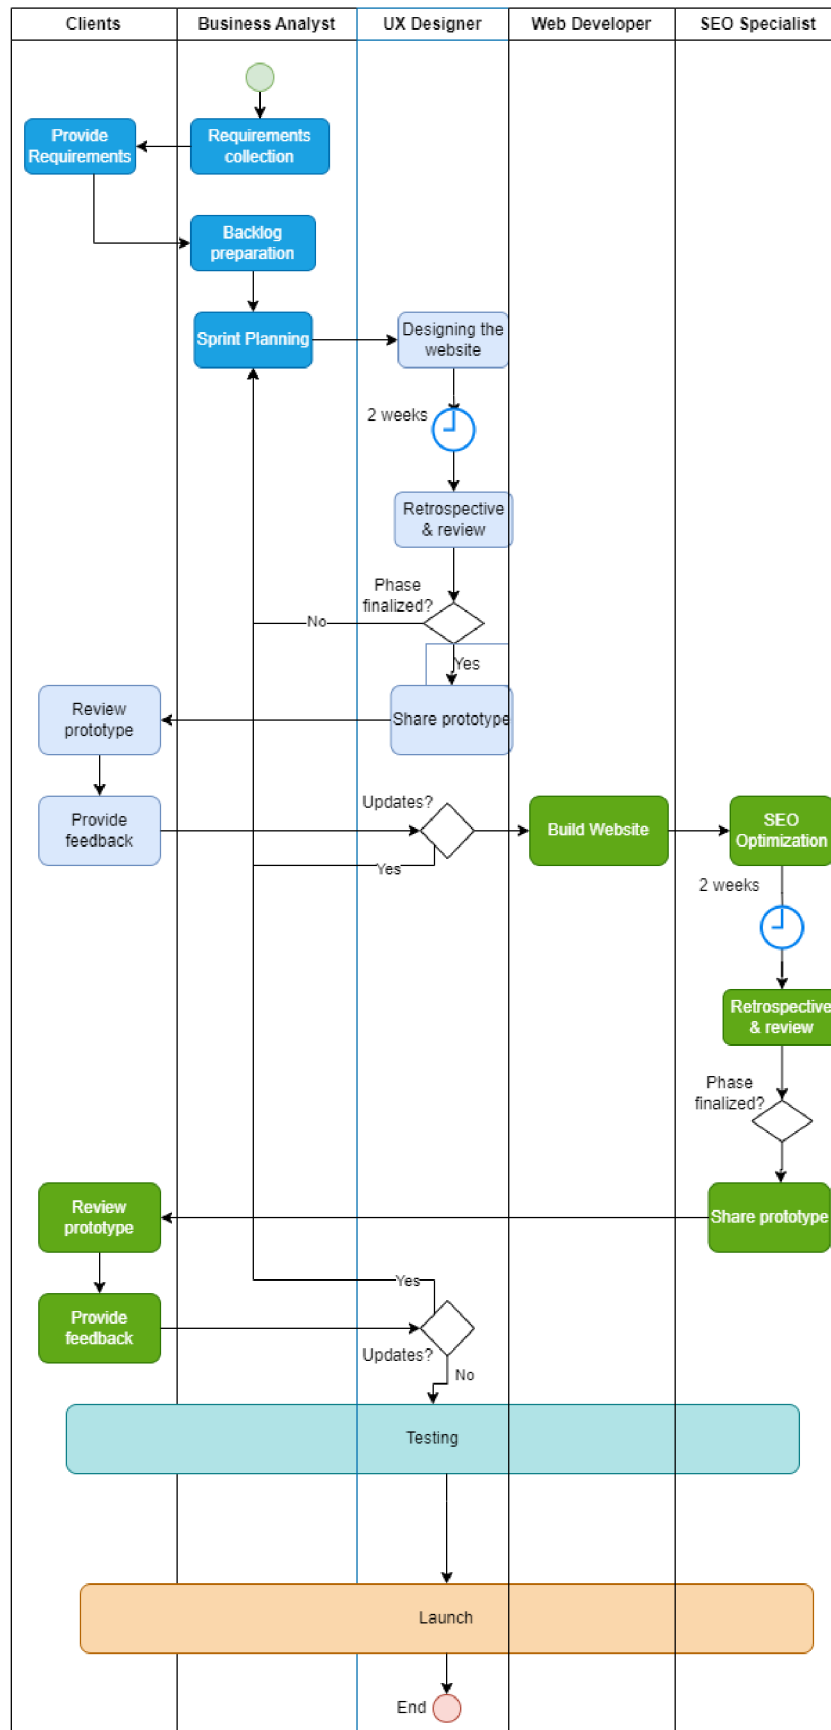 Clients
Business Analyst
UX Designer
Web Developer
SEO Specialist
Provide
Requirements
Requirements
collection
Backlog
preparation
Sprint Planning
Designing the
website
2 weeks
Retrospective
& review
Phase
finalized?
No
Yes
Review
prototype
Share prototype
Provide
feedback
Updates?
Yes
Build Website
SEO
Optimization
2 weeks
Retrospective
& review
Phase
finalized?
Review
prototype
Share prototype
Yes
Provide
feedback
Updates?
No
Testing
Launch
End